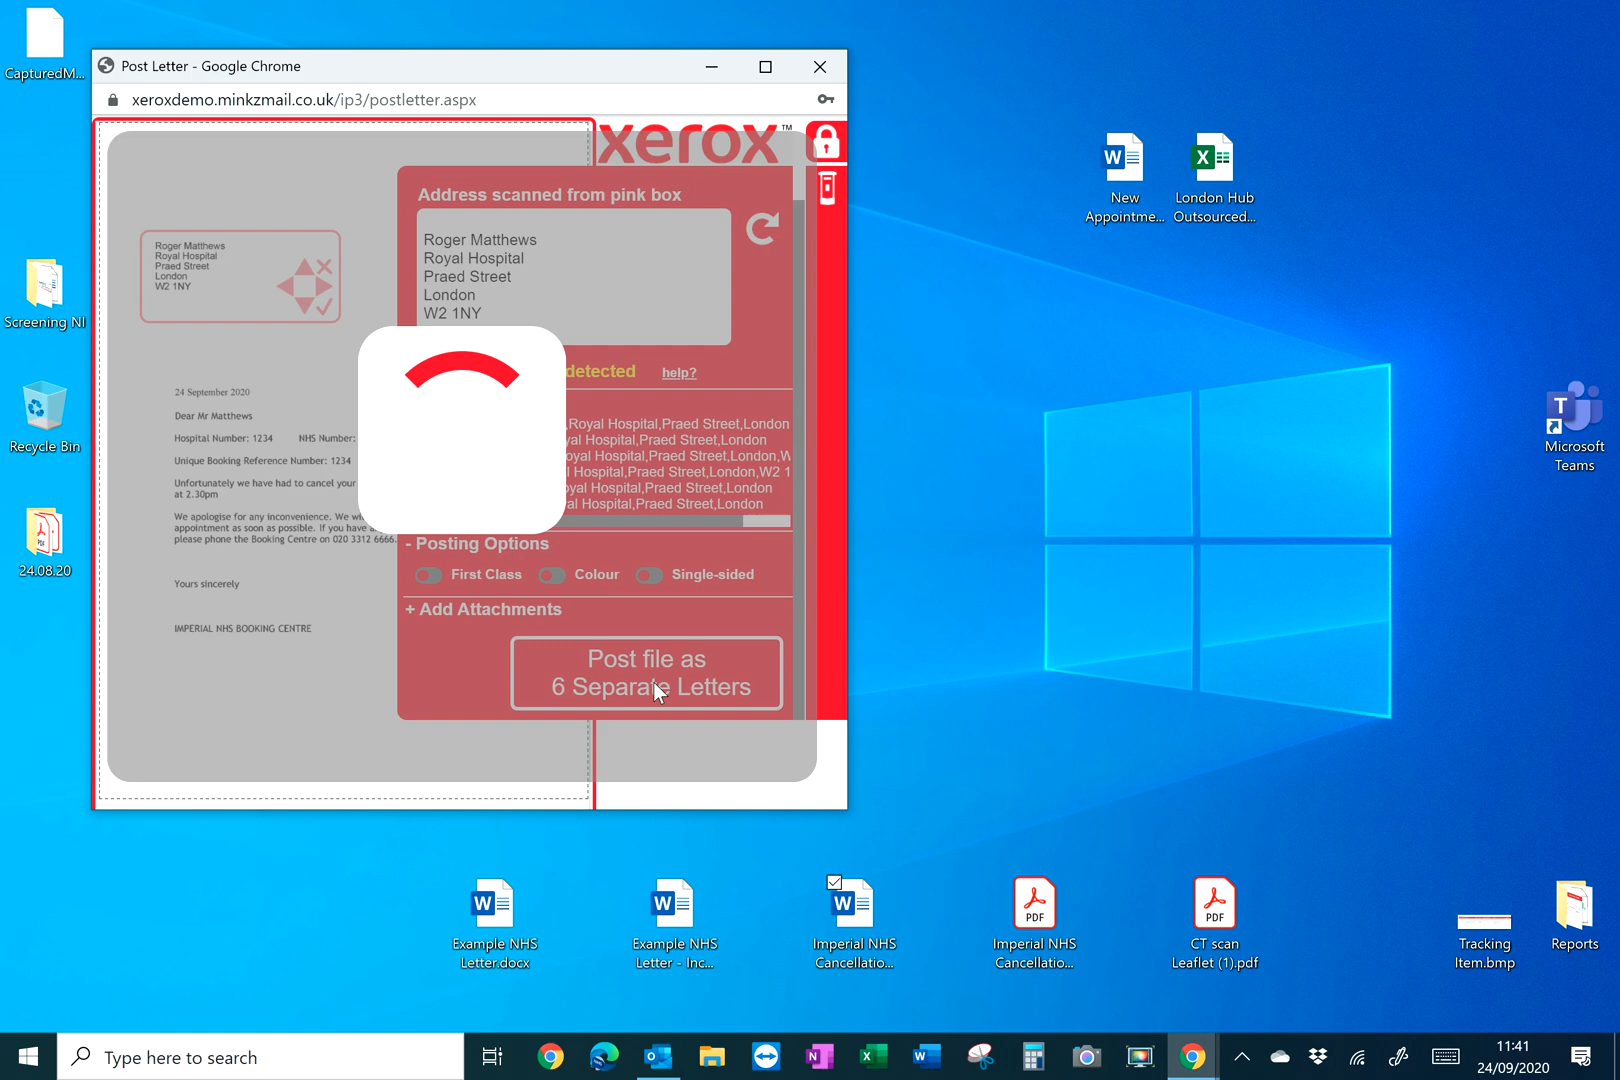 CapturedM...
Screening NI
Recycle Bin
24.08.20
Post Letter - Google Chrome
xeroxdemo.minkzmail.co.uk/ip3/postletter.aspx
xerox™
Address scanned from pink box
Roger Matthews
Royal Hospital
Praed Street
London
W2 1NY
Roger Matthews
Royal Hospital
Praed Street
London
W2 1NY
24 September 2020
Dear Mr Matthews
Hospital Number: 1234 NHS Number:
Unique Booking Reference Number: 1234
Unfortunately we have had to cancel your
at 2.30pm
We apologise for any inconvenience. We wi
appointment as soon as possible. If you have a
please phone the Booking Centre on 020 3312 6666.
Yours sincerely
IMPERIAL NHS BOOKING CENTRE
detected help?
,Royal Hospital,Praed Street,London
yal Hospital,Praed Street,London
oyal Hospital,Praed Street,London,W
l Hospital,Praed Street,London,W2 1
oyal Hospital,Praed Street,London
al Hospital,Praed Street,London
- Posting Options
First Class Colour Single-sided
+ Add Attachments
Post file as
6 Separate Letters
New
Appointme...
London Hub
Outsourced...
Microsoft
Teams
Example NHS
Letter.docx
Example NHS
Letter - Inc...
Imperial NHS
Cancellatio...
PDF
Imperial NHS
Cancellatio...
PDF
CT scan
Leaflet (1).pdf
Tracking
Item.bmp
Reports
Type here to search
11:41
24/09/2020